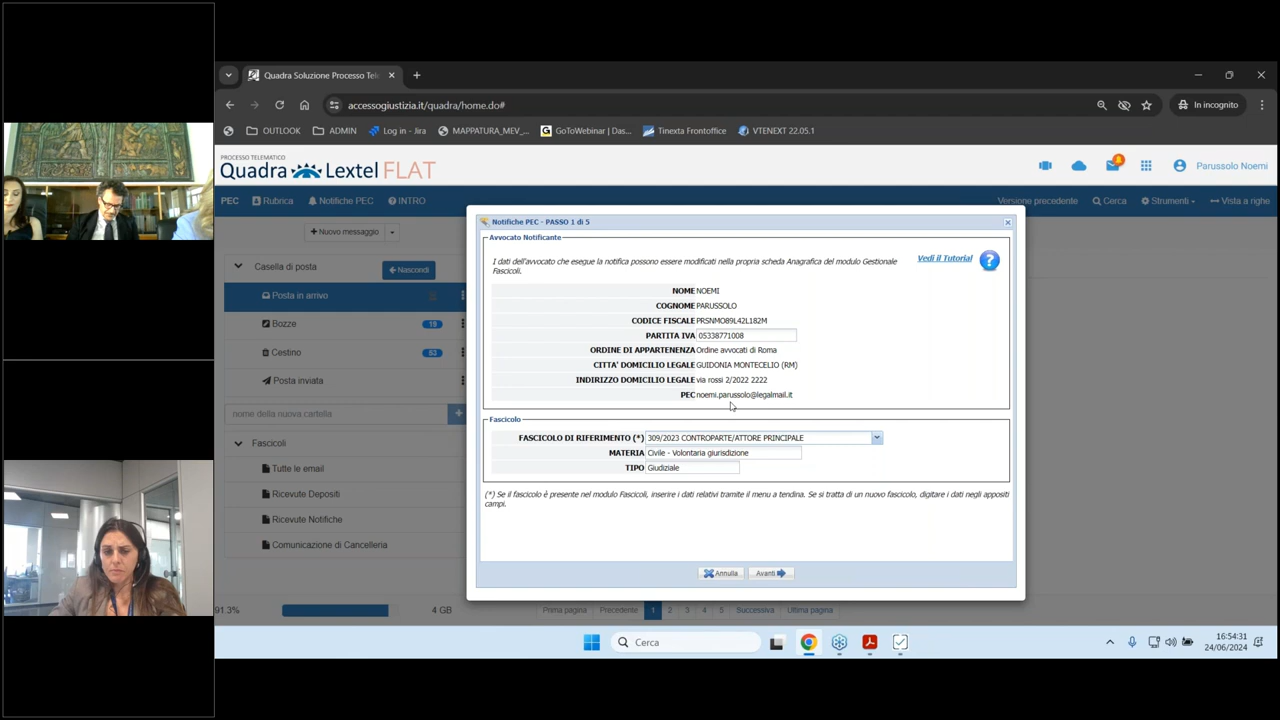 Quadra Soluzione Processo Tele
accessogiustizia.it/quadra/home.do#
In incognito
OUTLOOK
ADMIN
Log in - Jira
MAPPATURA_MEV_...
GoToWebinar | Das...
Tinexta Frontoffice
VTENEXT 22.05.1
PROCESSO TELEMATICO
Quadra Lextel FLAT
8
Parussolo Noemi
PEC
Rubrica
Notifiche PEC
INTRO
Versione precedente
Cerca
Strumenti
Vista a righe
Nuovo messaggio
Casella di posta
Nascondi
Posta in arrivo
Bozze
19
Cestino
53
Posta inviata
nome della nuova cartella
+
Fascicoli
Tutte le email
Ricevute Depositi
Ricevute Notifiche
Comunicazione di Cancelleria
91.3%
4 GB
Prima pagina
Precedente
1
2
3
4
5
Successiva
Ultima pagina
Notifiche PEC - PASSO 1 di 5
Avvocato Notificante
I dati dell'avvocato che esegue la notifica possono essere modificati nella propria scheda Anagrafica del modulo Gestionale
Fascicoli.
Vedi il Tutorial
?
NOME NOEMI
COGNOME PARUSSOLO
CODICE FISCALE PRSNMO89L42L182M
PARTITA IVA 05338771008
ORDINE DI APPARTENENZA Ordine avvocati di Roma
CITTA' DOMICILIO LEGALE GUIDONIA MONTECELIO (RM)
INDIRIZZO DOMICILIO LEGALE via rossi 2/2022 2222
PEC noemi.parussolo@legalmail.it
Fascicolo
FASCICOLO DI RIFERIMENTO (*) 309/2023 CONTROPARTE/ATTORE PRINCIPALE
MATERIA Civile - Volontaria giurisdizione
TIPO Giudiziale
(*) Se il fascicolo è presente nel modulo Fascicoli, inserire i dati relativi tramite il menu a tendina. Se si tratta di un nuovo fascicolo, digitare i dati negli appositi
campi.
Annulla
Avanti
Cerca
16:54:31
24/06/2024